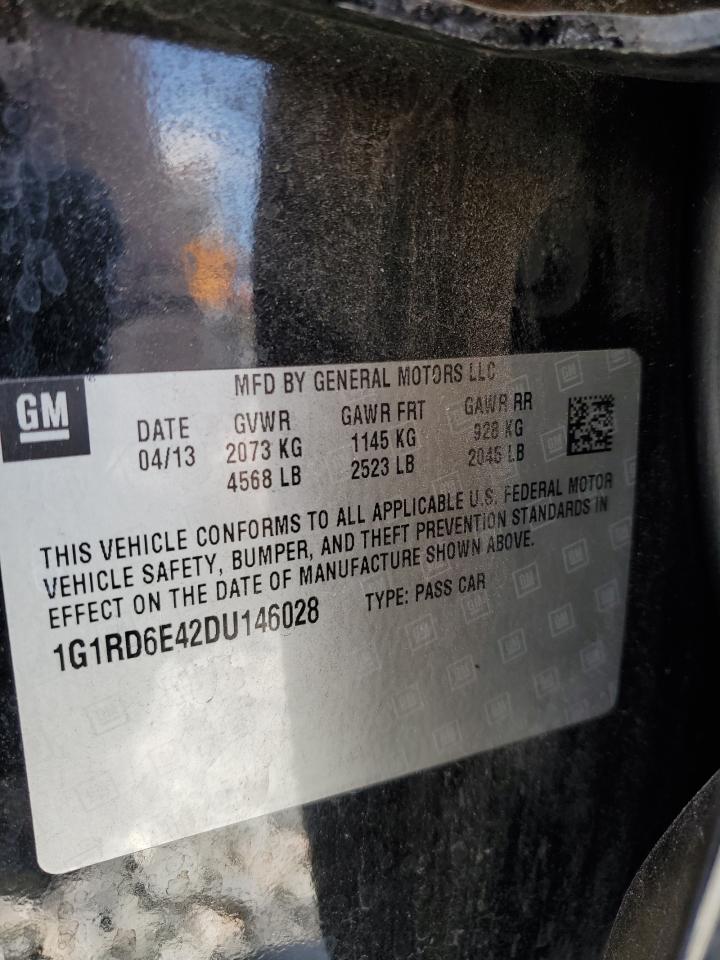 GM
MFD BY GENERAL MOTORS LLC
DATE GVWR GAWR FRT GAWR RR
04/13 2073 KG 1145 KG 928 KG
4568 LB 2523 LB 2045 LB
THIS VEHICLE CONFORMS TO ALL APPLICABLE U.S. FEDERAL MOTOR
VEHICLE SAFETY, BUMPER, AND THEFT PREVENTION STANDARDS IN
EFFECT ON THE DATE OF MANUFACTURE SHOWN ABOVE.
1G1RD6E42DU146028 TYPE: PASS CAR